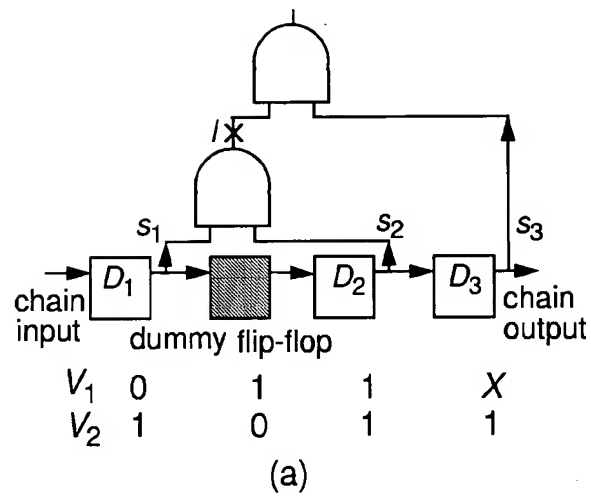 l
s1 s2 s3
D1 D2 D3
chain input
chain output
dummy flip-flop
V1 0 1 1 X
V2 1 0 1 1
(a)